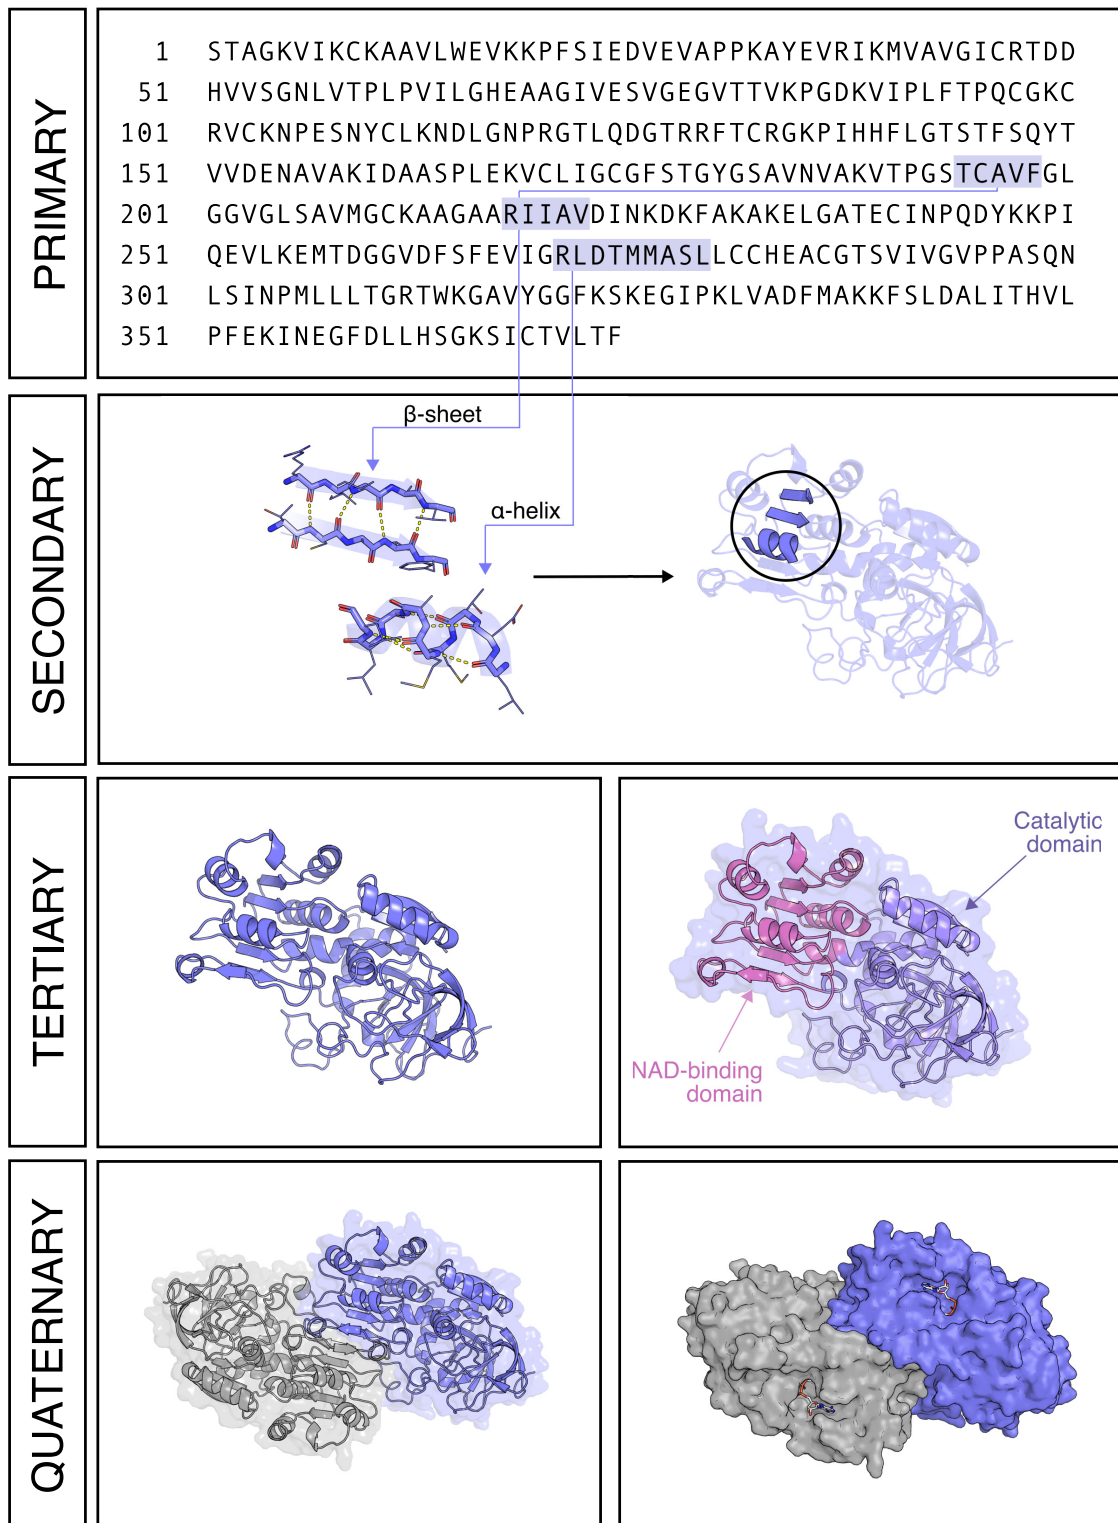 PRIMARY
1 STAGKVIKCKAAVLWEVKKPFSIEDVEVAPPKAYEVRIKMVAVGICRTDD
51 HVVSGNLVTPLPVILGHEAAGIVESVGEGVTTVKPGDKVIPLFTPQCGKC
101 RVCKNPESNYCLKNDLGNPRGTLQDGTRRFTCRGKPIHHFLGTSTFSQYT
151 VVDENAVAKIDAASPLEKVCLIGCGFSTGYGSAVNVAKVTPGSTCAVFGL
201 GGVGLSAVMGCKAAGAARIIAVDINKDKFAKAKELGATECINPQDYKKPI
251 QEVLKEMTDGGVDFSFEVIGRLDTMMASLLCCHEACGTSVIVGVPPASQN
301 LSINPMLLLTGRTWKGAVYGGFKSKEGIPKLVADFMAKKFSLDALITHVL
351 PFEKINEGFDLLHSGKSICTVLTF
SECONDARY
β-sheet
α-helix
TERTIARY
Catalytic
domain
NAD-binding
domain
QUATERNARY